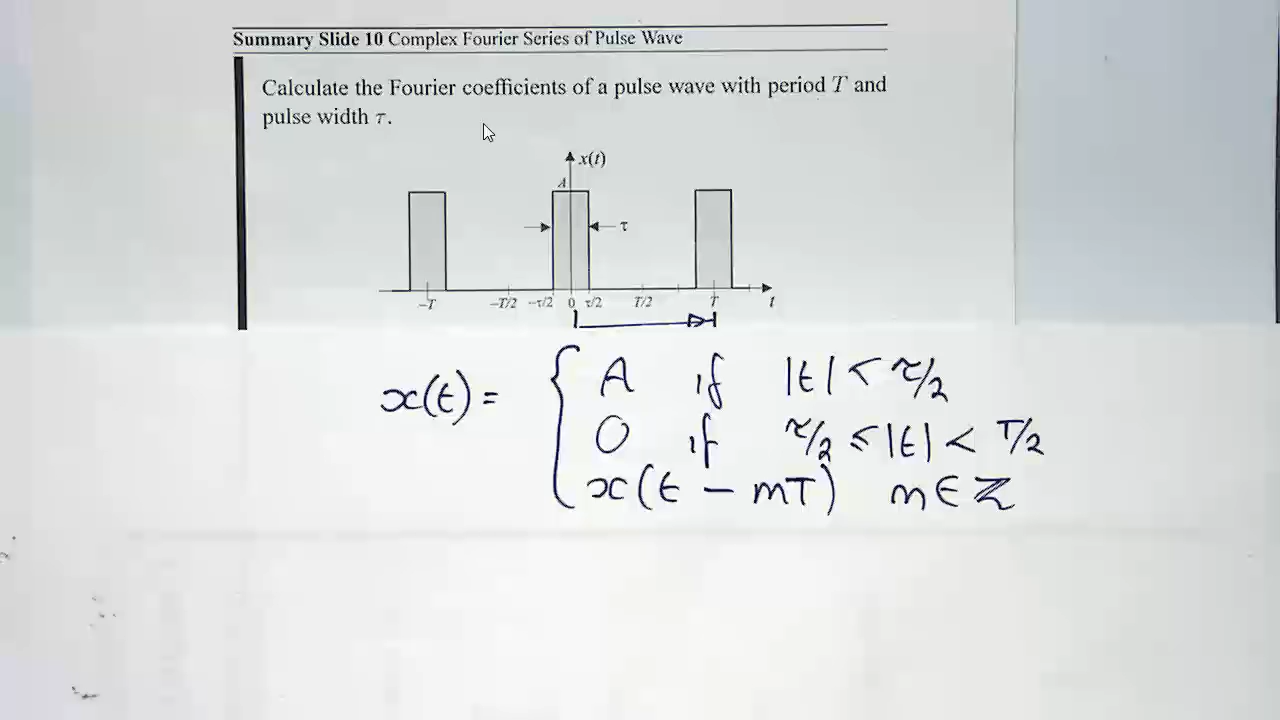 Summary Slide 10 Complex Fourier Series of Pulse Wave
Calculate the Fourier coefficients of a pulse wave with period T and
pulse width τ.
x(t)
A
τ
−T −T/2 −τ/2 0 τ/2 T/2 T t
x(t) = { A if |t| < τ/2
0 if τ/2 ≤ |t| < T/2
x(t − mT) m ∈ ℤ